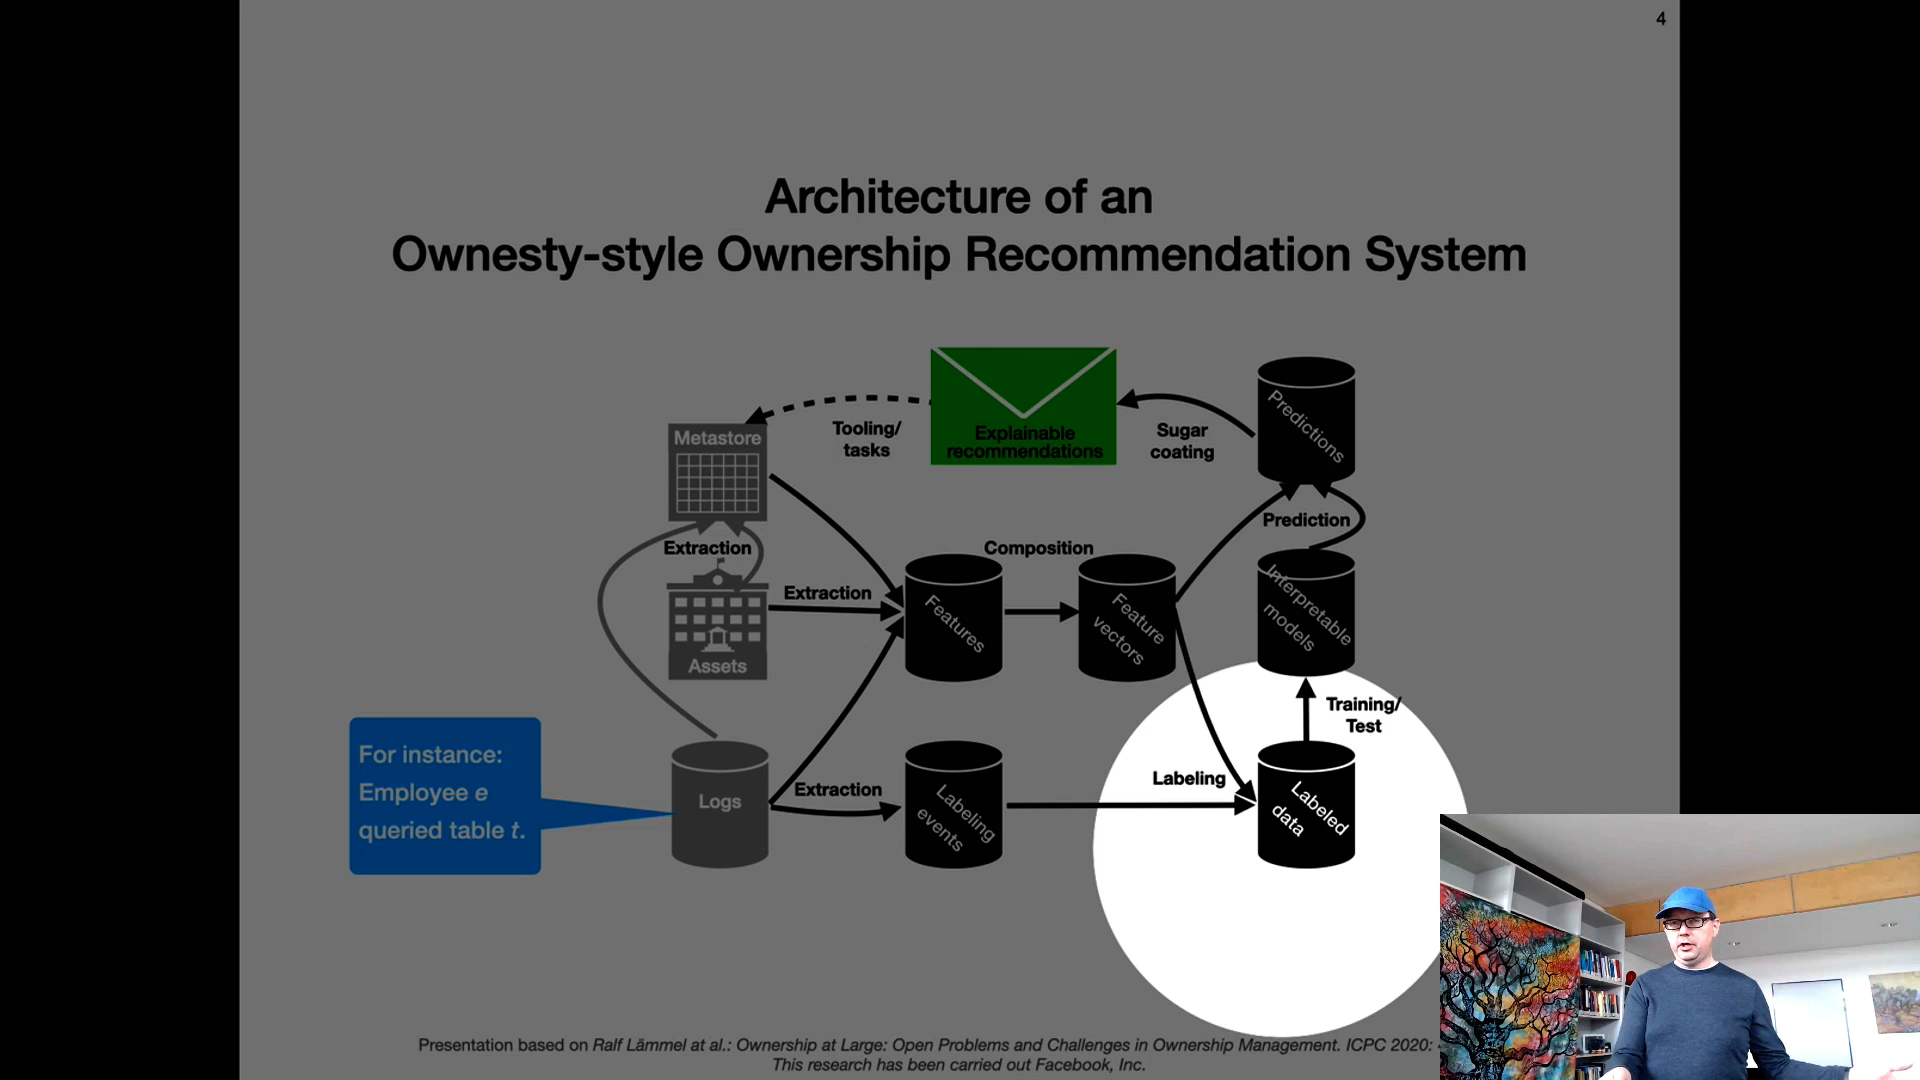 4
Architecture of an
Ownesty-style Ownership Recommendation System
Metastore
Tooling/
tasks
Explainable
recommendations
Sugar
coating
Predictions
Prediction
Extraction
Assets
Extraction
Features
Composition
Feature
vectors
Interpretable
models
Training/
Test
For instance:
Employee e
queried table t.
Logs
Extraction
Labeling
events
Labeling
Labeled
data
Presentation based on Ralf Lämmel at al.: Ownership at Large: Open Problems and Challenges in Ownership Management. ICPC 2020:
This research has been carried out Facebook, Inc.